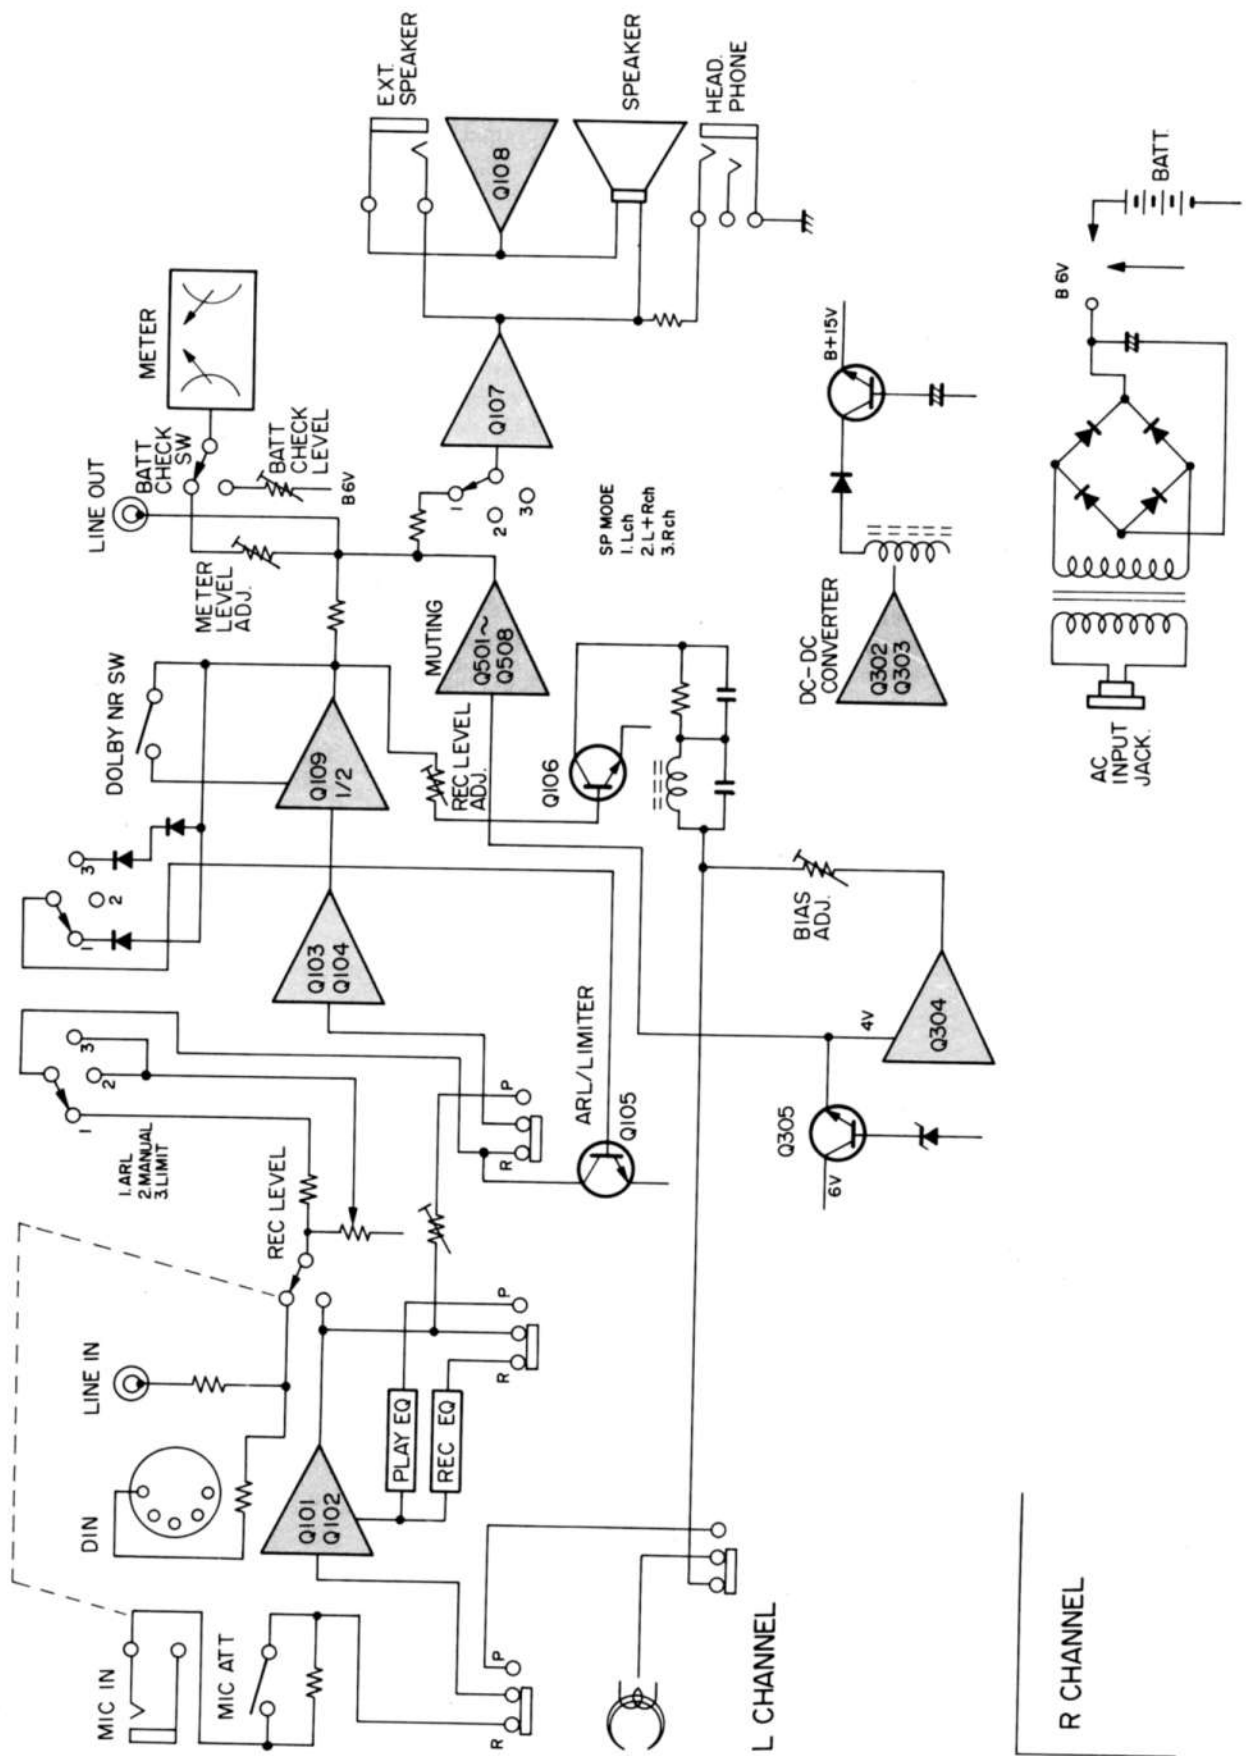 MIC IN
MIC ATT
DIN
LINE IN
REC LEVEL
1.ARL
2.MANUAL
3.LIMIT
1
2
3
1
2
3
DOLBY NR SW
METER
LEVEL
ADJ.
LINE OUT
BATT
CHECK
SW
METER
BATT
CHECK
LEVEL
B6V
EXT.
SPEAKER
Q101
Q102
PLAY EQ
REC EQ
R
P
R
P
R
P
Q103
Q104
Q109
1/2
REC LEVEL
ADJ.
MUTING
Q501~
Q508
1
2
3
SP MODE
1.Lch
2.L+Rch
3.Rch
Q107
Q108
SPEAKER
HEAD.
PHONE
ARL/LIMITER
Q105
Q106
BIAS
ADJ.
Q305
6V
4V
Q304
DC-DC
CONVERTER
Q302
Q303
B+15V
AC
INPUT
JACK.
B 6V
BATT.
L CHANNEL
R CHANNEL